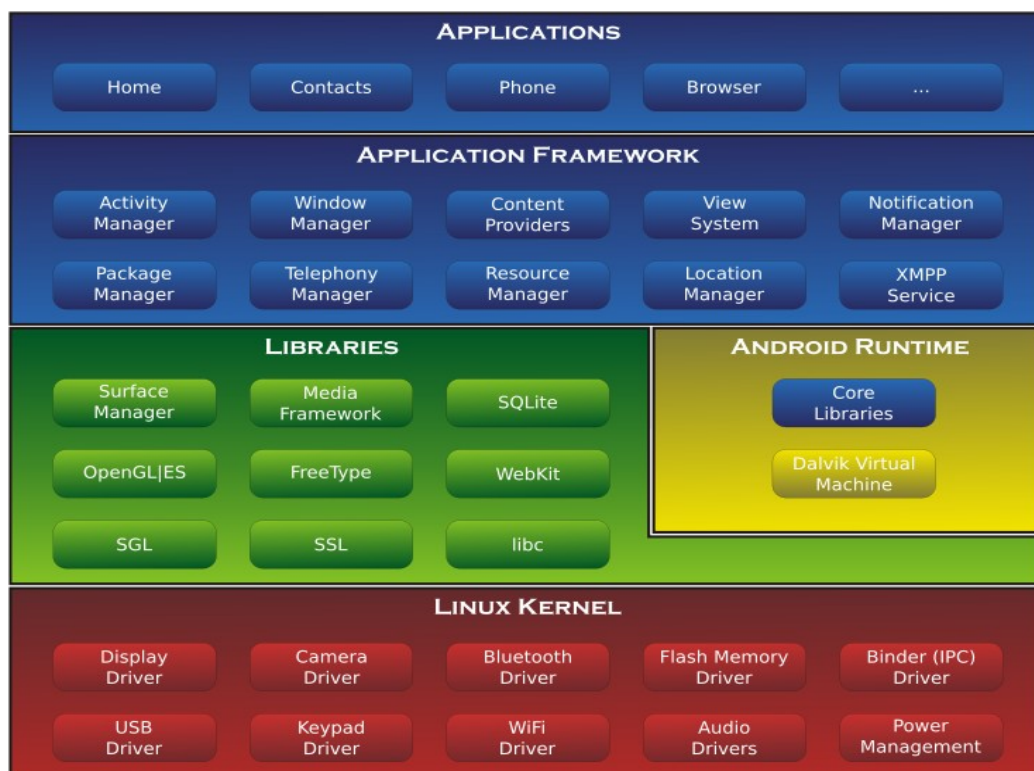 APPLICATIONS
Home
Contacts
Phone
Browser
...
APPLICATION FRAMEWORK
Activity
Manager
Window
Manager
Content
Providers
View
System
Notification
Manager
Package
Manager
Telephony
Manager
Resource
Manager
Location
Manager
XMPP
Service
LIBRARIES
Surface
Manager
Media
Framework
SQLite
OpenGL|ES
FreeType
WebKit
SGL
SSL
libc
ANDROID RUNTIME
Core
Libraries
Dalvik Virtual
Machine
LINUX KERNEL
Display
Driver
Camera
Driver
Bluetooth
Driver
Flash Memory
Driver
Binder (IPC)
Driver
USB
Driver
Keypad
Driver
WiFi
Driver
Audio
Drivers
Power
Management